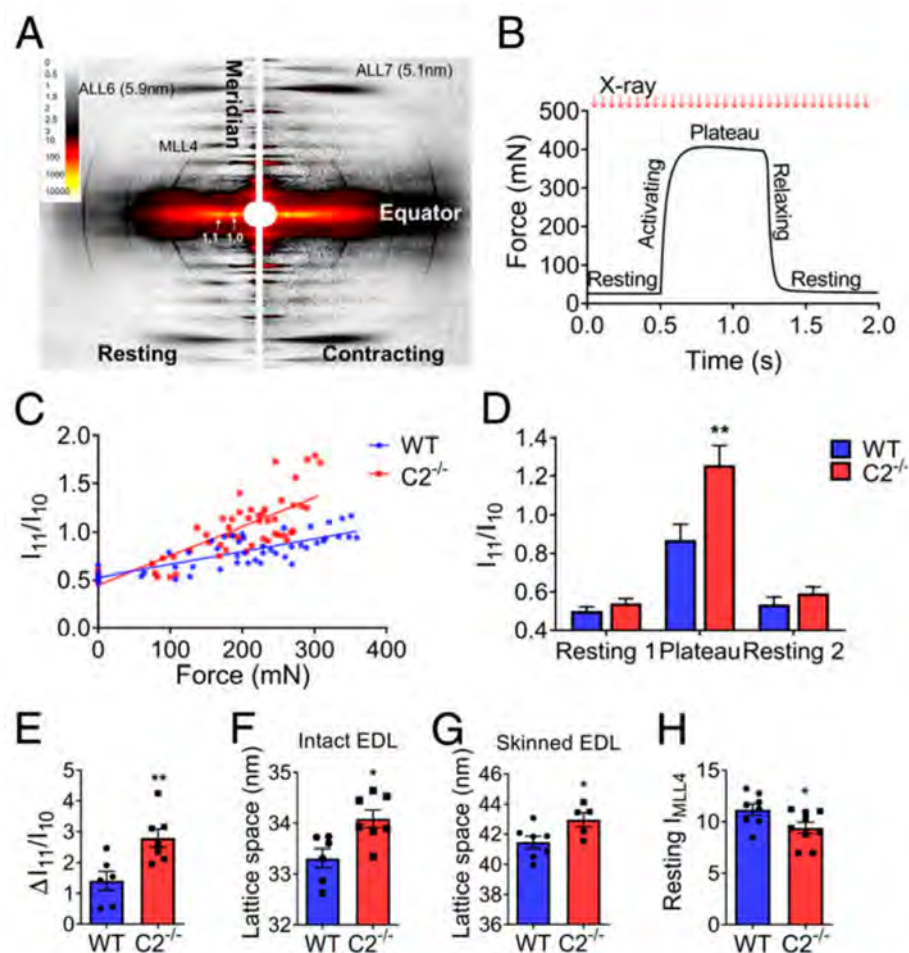 A
0
0.5
1
2
3
10
100
1000
10000
ALL6 (5.9nm)
Meridian
ALL7 (5.1nm)
MLL4
Equator
1,1 1,0
Resting
Contracting
B
X-ray
Force (mN)
500
400
300
200
100
0
Plateau
Activating
Relaxing
Resting
Resting
0.0 0.5 1.0 1.5 2.0
Time (s)
C
I11/I10
2.0
1.5
1.0
0.5
0.0
WT
C2-/-
0 100 200 300 400
Force (mN)
D
I11/I10
1.4
1.2
1.0
0.8
0.6
0.4
**
WT
C2-/-
Resting 1 Plateau Resting 2
E
ΔI11/I10
5
4
3
2
1
0
**
WT C2-/-
F
Intact EDL
Lattice space (nm)
35
34
33
32
*
WT C2-/-
G
Skinned EDL
Lattice space (nm)
46
44
42
40
38
36
*
WT C2-/-
H
Resting IMLL4
15
10
5
0
*
WT C2-/-